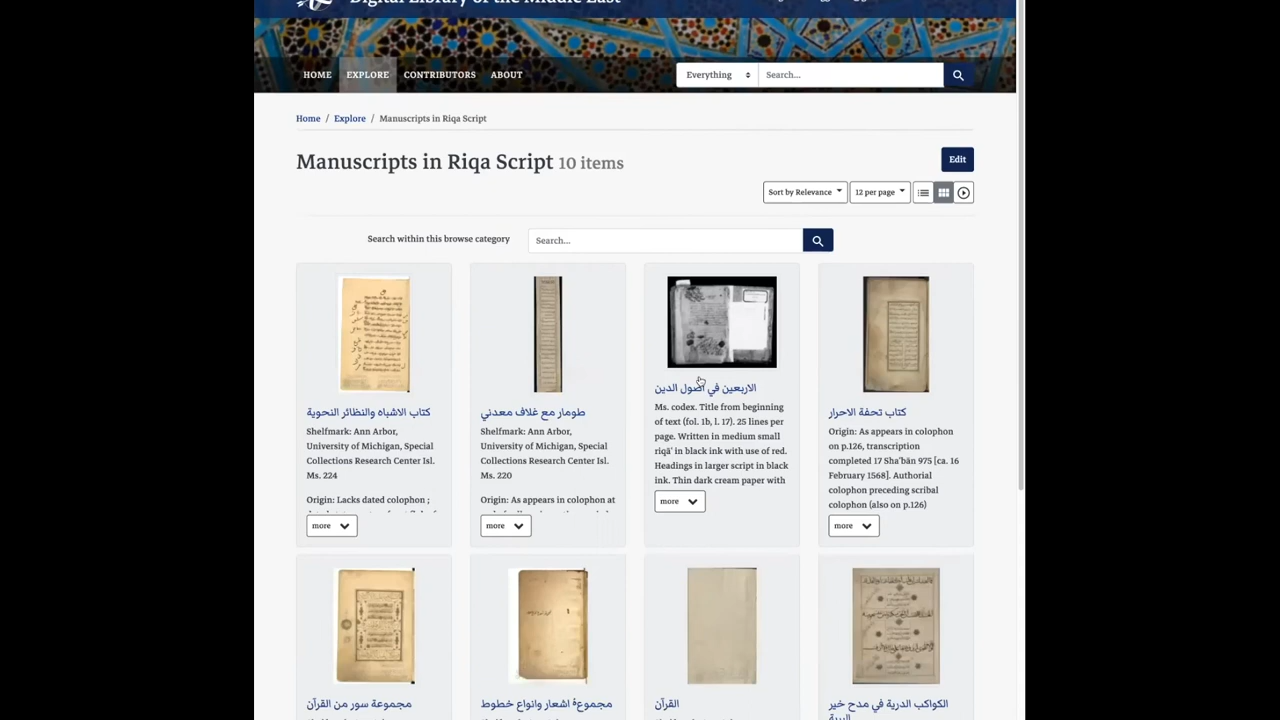 Digital Library of the Middle East
HOME EXPLORE CONTRIBUTORS ABOUT
Everything
Search...
Home / Explore / Manuscripts in Riqa Script
Manuscripts in Riqa Script 10 items
Edit
Sort by Relevance
12 per page
Search within this browse category
Search...
كتاب الاشباه والنظائر النحوية
Shelfmark: Ann Arbor,
University of Michigan, Special
Collections Research Center Isl.
Ms. 224
Origin: Lacks dated colophon ;
more
طومار مع غلاف معدني
Shelfmark: Ann Arbor,
University of Michigan, Special
Collections Research Center Isl.
Ms. 220
Origin: As appears in colophon at
more
الاربعين في اصول الدين
Ms. codex. Title from beginning
of text (fol. 1b, l. 17). 25 lines per
page. Written in medium small
riqāʻ in black ink with use of red.
Headings in larger script in black
ink. Thin dark cream paper with
more
كتاب تحفة الاحرار
Origin: As appears in colophon
on p.126, transcription
completed 17 Shaʻbān 975 [ca. 16
February 1568]. Authorial
colophon preceding scribal
colophon (also on p.126)
more
مجموعة سور من القرآن
مجموعهٔ اشعار وانواع خطوط
القرآن
الكواكب الدرية في مدح خير
البرية